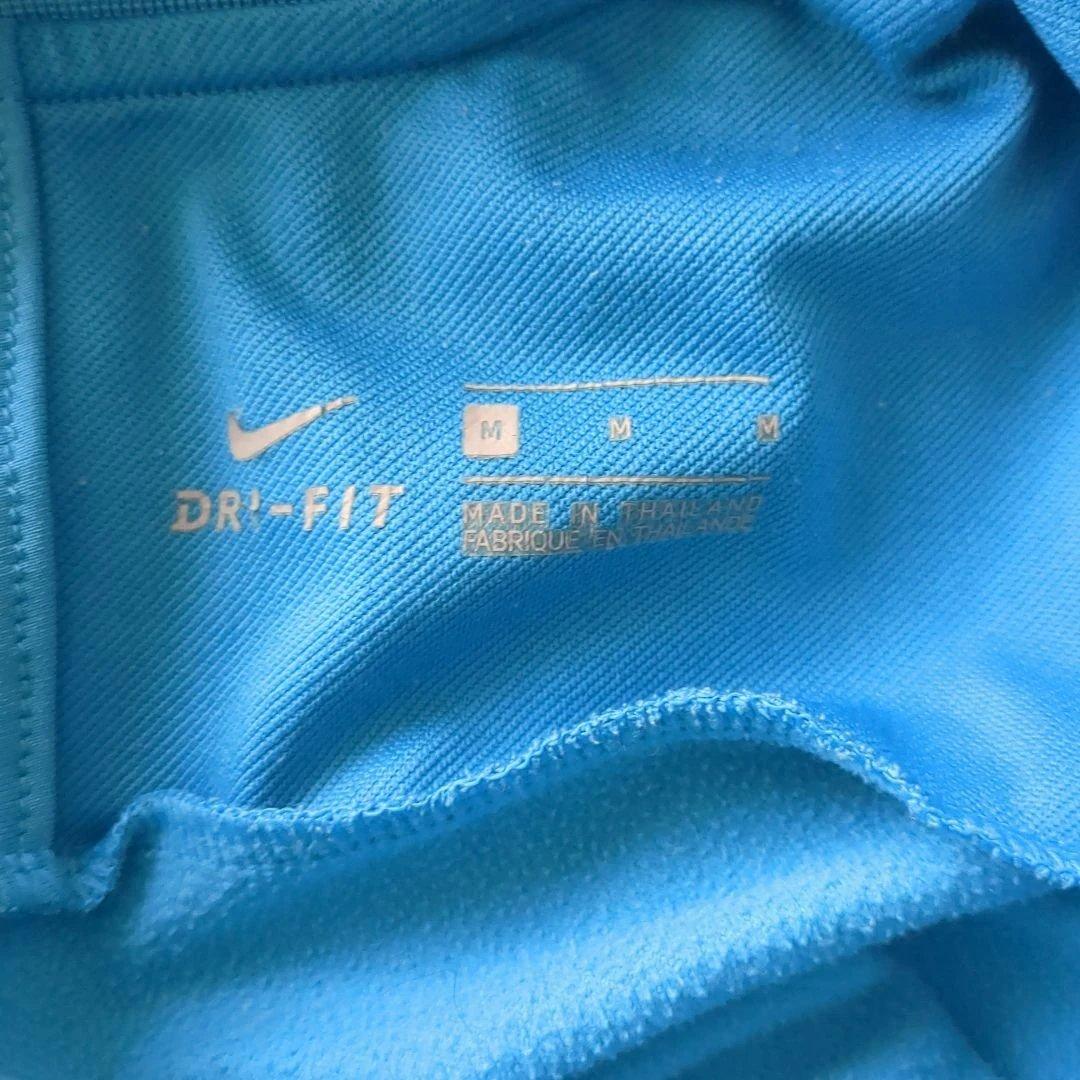 DRI-FIT
M M M
MADE IN THAILAND
FABRIQUE EN THAILANDE